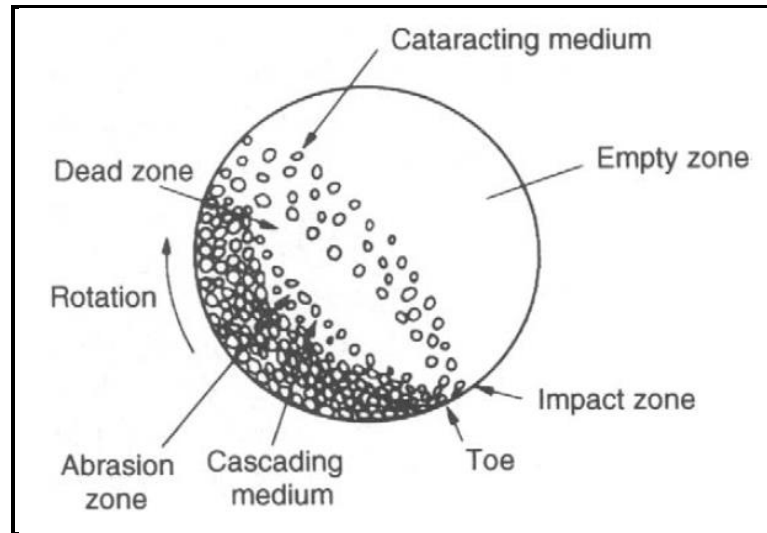 Cataracting medium
Dead zone
Empty zone
Rotation
Impact zone
Toe
Abrasion
zone
Cascading
medium